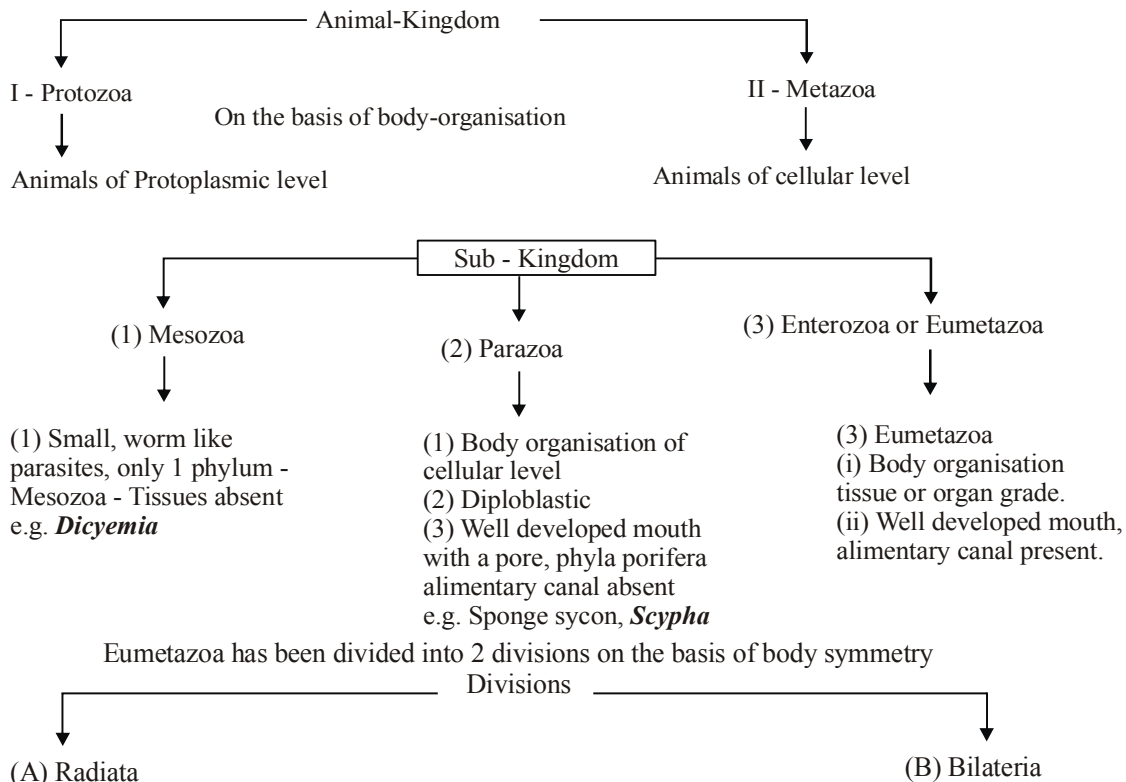 Animal-Kingdom
I - Protozoa
II - Metazoa
On the basis of body-organisation
Animals of Protoplasmic level
Animals of cellular level
Sub - Kingdom
(1) Mesozoa
(2) Parazoa
(3) Enterozoa or Eumetazoa
(1) Small, worm like
parasites, only 1 phylum -
Mesozoa - Tissues absent
e.g. Dicyemia
(1) Body organisation of
cellular level
(2) Diploblastic
(3) Well developed mouth
with a pore, phyla porifera
alimentary canal absent
e.g. Sponge sycon, Scypha
(3) Eumetazoa
(i) Body organisation
tissue or organ grade.
(ii) Well developed mouth,
alimentary canal present.
Eumetazoa has been divided into 2 divisions on the basis of body symmetry
Divisions
(A) Radiata
(B) Bilateria